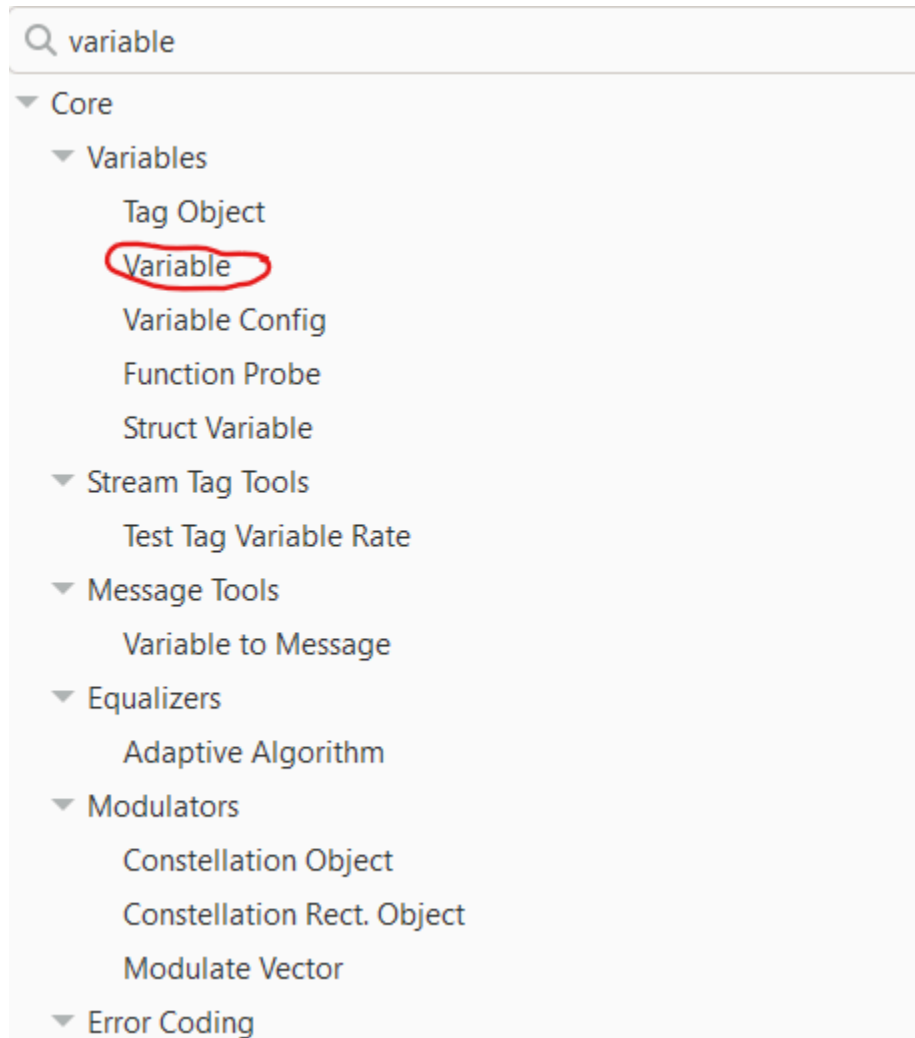 variable
Core
Variables
Tag Object
Variable
Variable Config
Function Probe
Struct Variable
Stream Tag Tools
Test Tag Variable Rate
Message Tools
Variable to Message
Equalizers
Adaptive Algorithm
Modulators
Constellation Object
Constellation Rect. Object
Modulate Vector
Error Coding